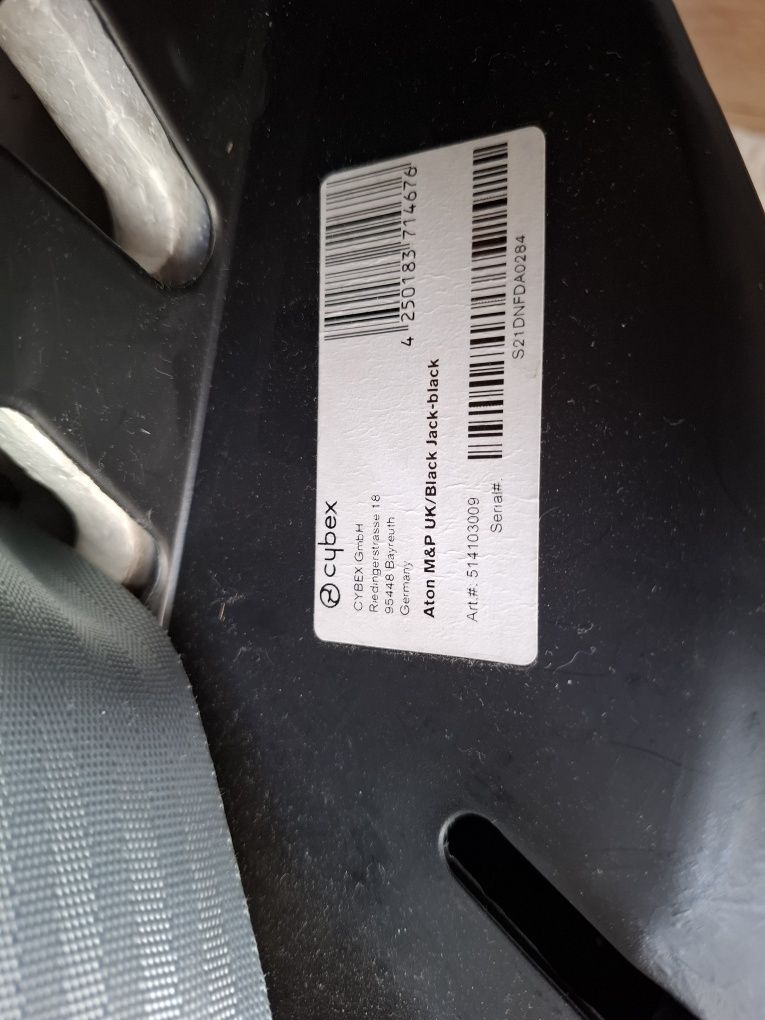 cybex
CYBEX GmbH
Riedingerstrasse 18
95448 Bayreuth
Germany
4 250183 714676
Aton M&P UK/Black Jack-black
Art.#: 514103009
Serial#:
S21DNFDA0284